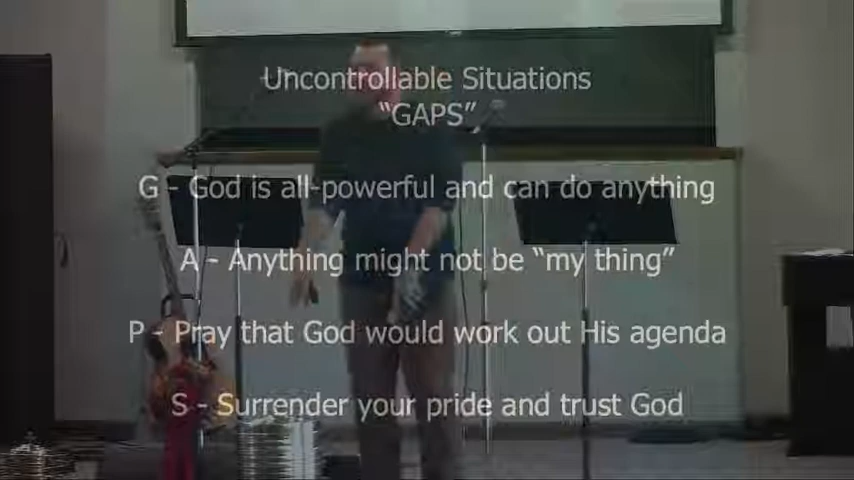 Uncontrollable Situations
“GAPS”
G - God is all-powerful and can do anything
A - Anything might not be “my thing”
P - Pray that God would work out His agenda
S - Surrender your pride and trust God